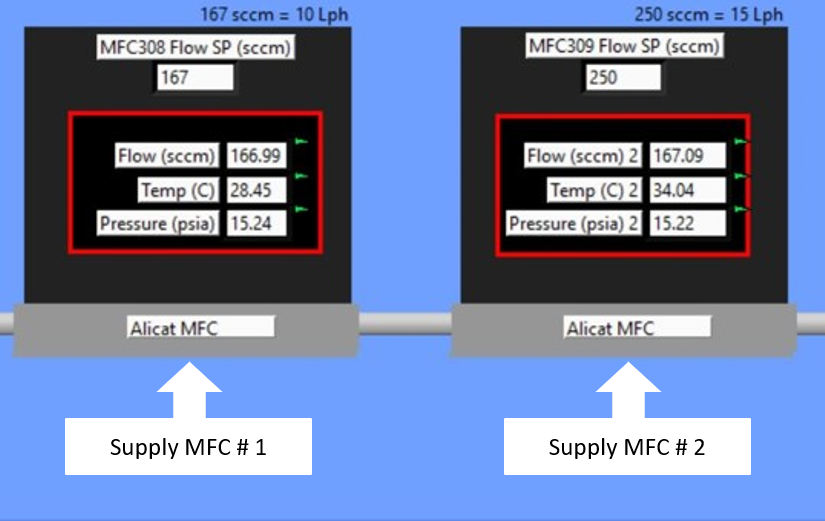 167 sccm = 10 Lph
MFC308 Flow SP (sccm)
167
Flow (sccm) 166.99
Temp (C) 28.45
Pressure (psia) 15.24
Alicat MFC
Supply MFC # 1
250 sccm = 15 Lph
MFC309 Flow SP (sccm)
250
Flow (sccm) 2 167.09
Temp (C) 2 34.04
Pressure (psia) 2 15.22
Alicat MFC
Supply MFC # 2